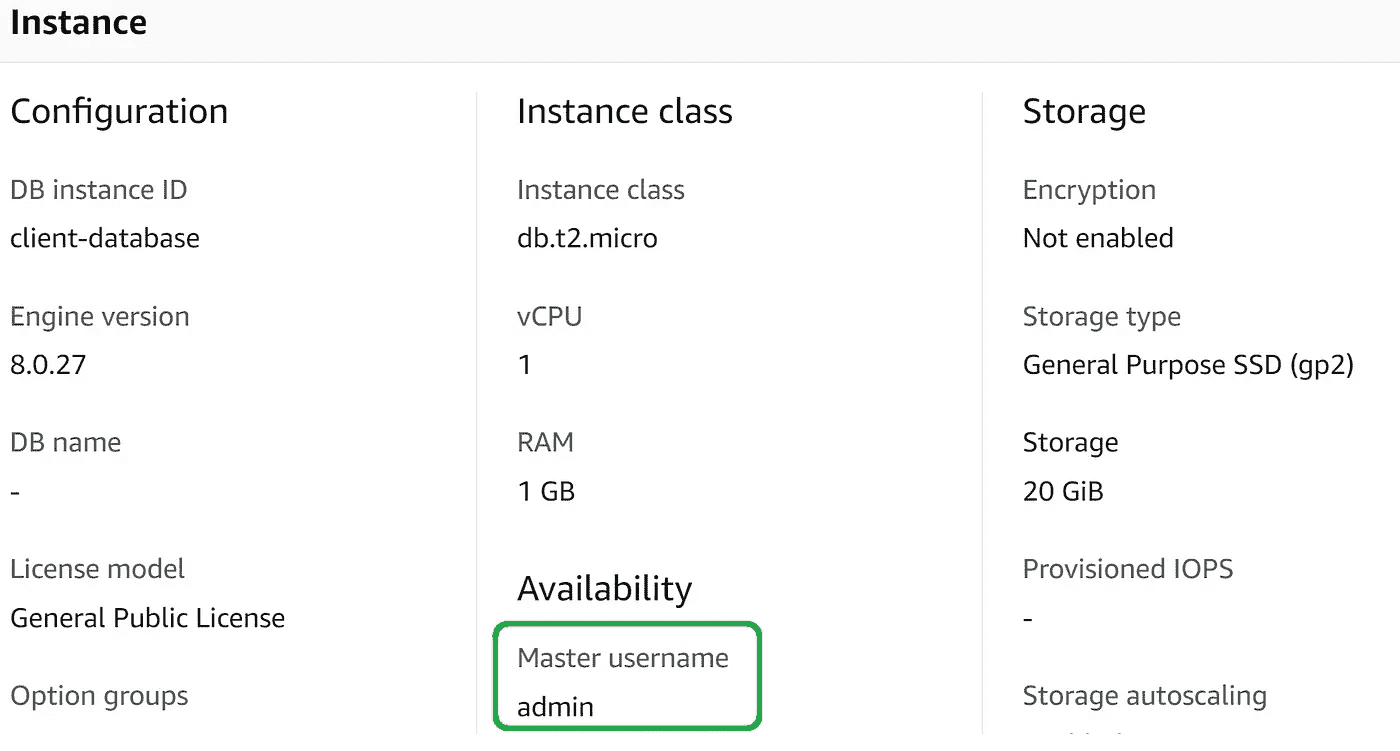 Instance
Configuration
DB instance ID
client-database
Engine version
8.0.27
DB name
-
License model
General Public License
Option groups
Instance class
Instance class
db.t2.micro
vCPU
1
RAM
1 GB
Availability
Master username
admin
Storage
Encryption
Not enabled
Storage type
General Purpose SSD (gp2)
Storage
20 GiB
Provisioned IOPS
-
Storage autoscaling